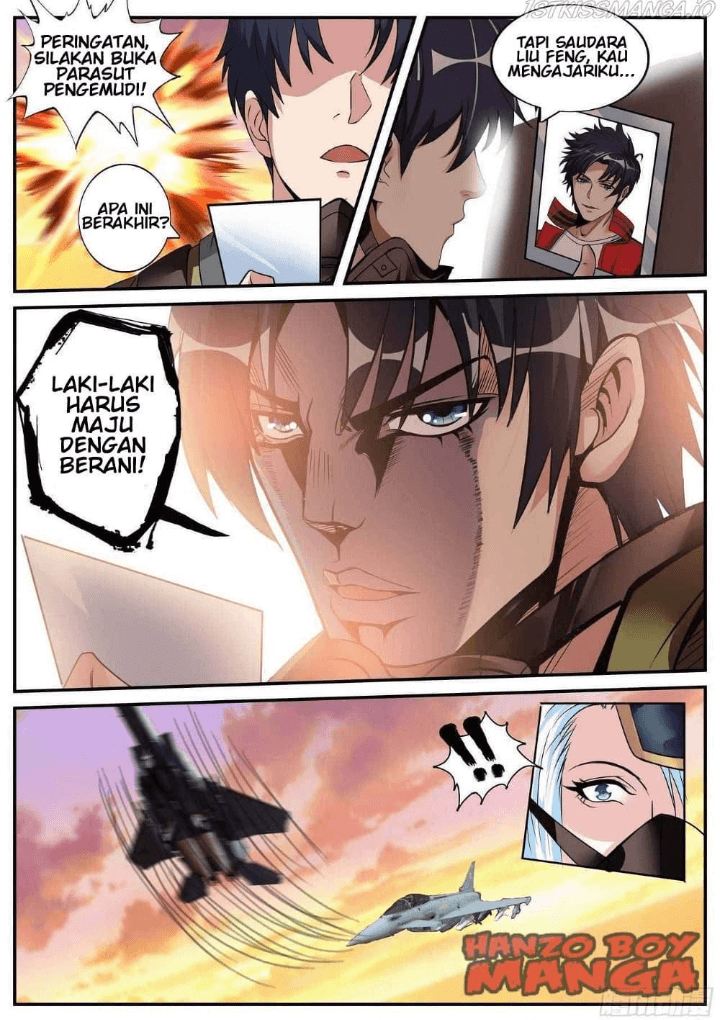 1STKISSMANGA.IO
PERINGATAN,
SILAKAN BUKA
PARASUT
PENGEMUDI!
APA INI
BERAKHIR?
TAPI SAUDARA
LIU FENG, KAU
MENGAJARIKU...
LAKI-LAKI
HARUS
MAJU
DENGAN
BERANI!
!!
HANZO BOY
MANGA